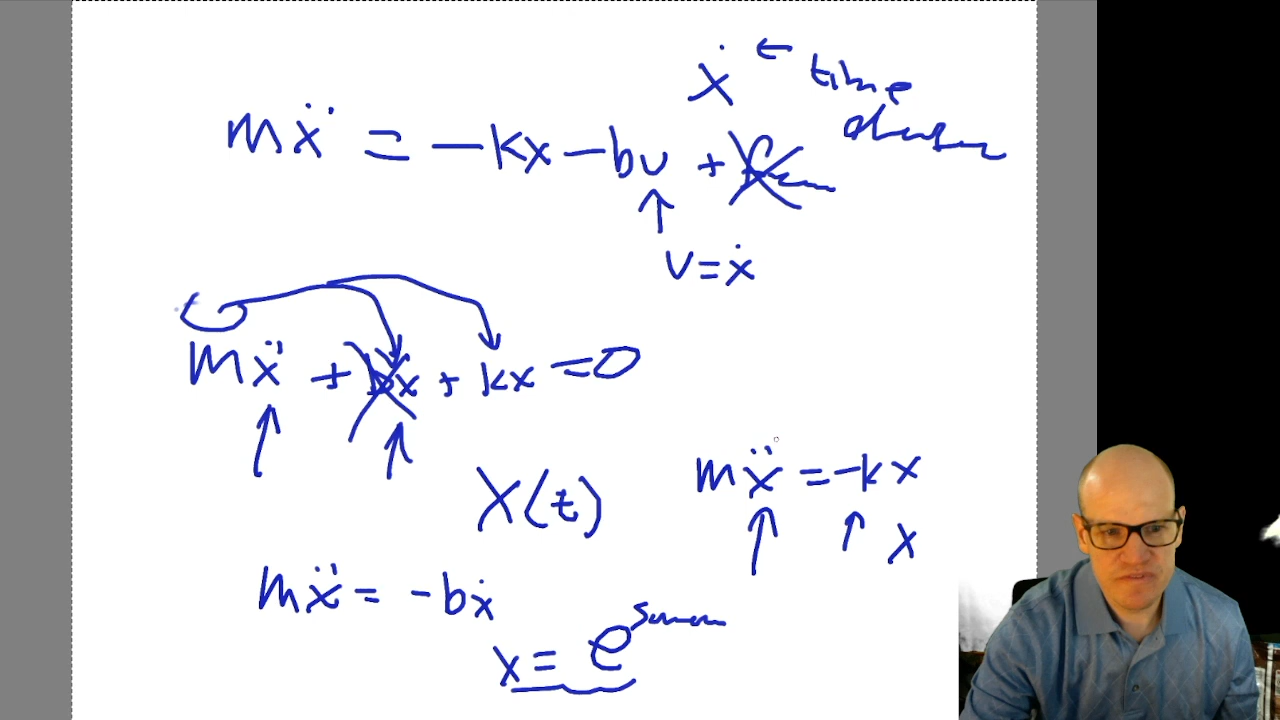 ẋ ← time
mẍ = -kx - bv +
v = ẋ
mẍ + bẋ + kx = 0
mẍ = -kx
x(t)
x
mẍ = -bẋ
x = e